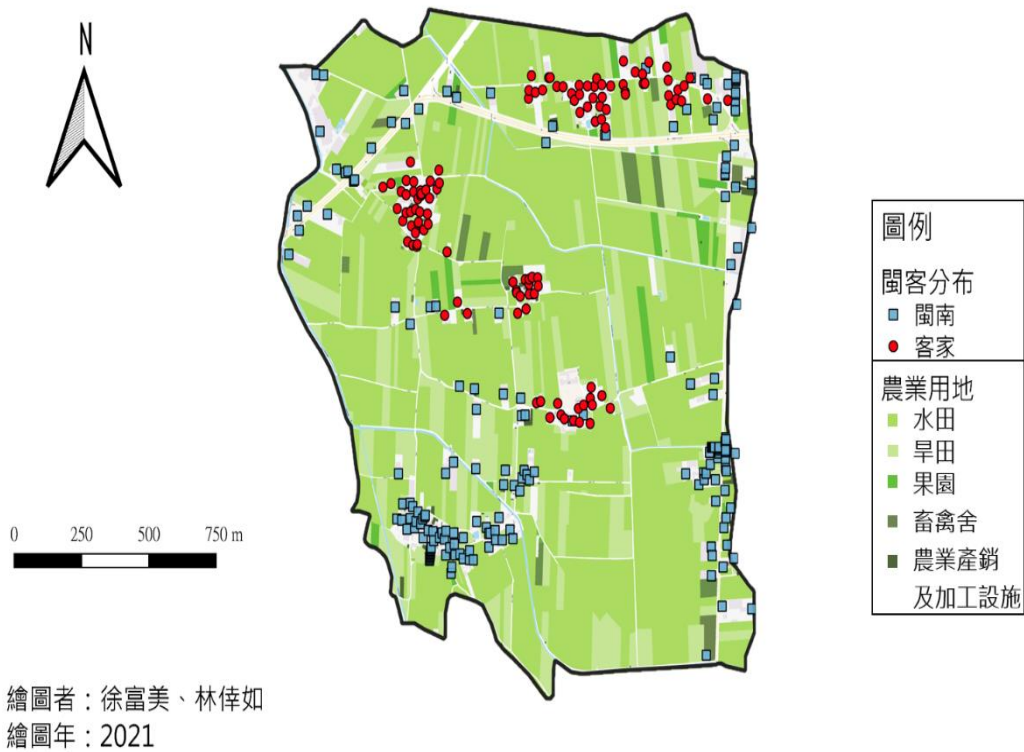 N
圖例
閩客分布
閩南
客家
農業用地
水田
旱田
果園
畜禽舍
農業產銷
及加工設施
0 250 500 750 m
繪圖者：徐富美、林倖如
繪圖年：2021